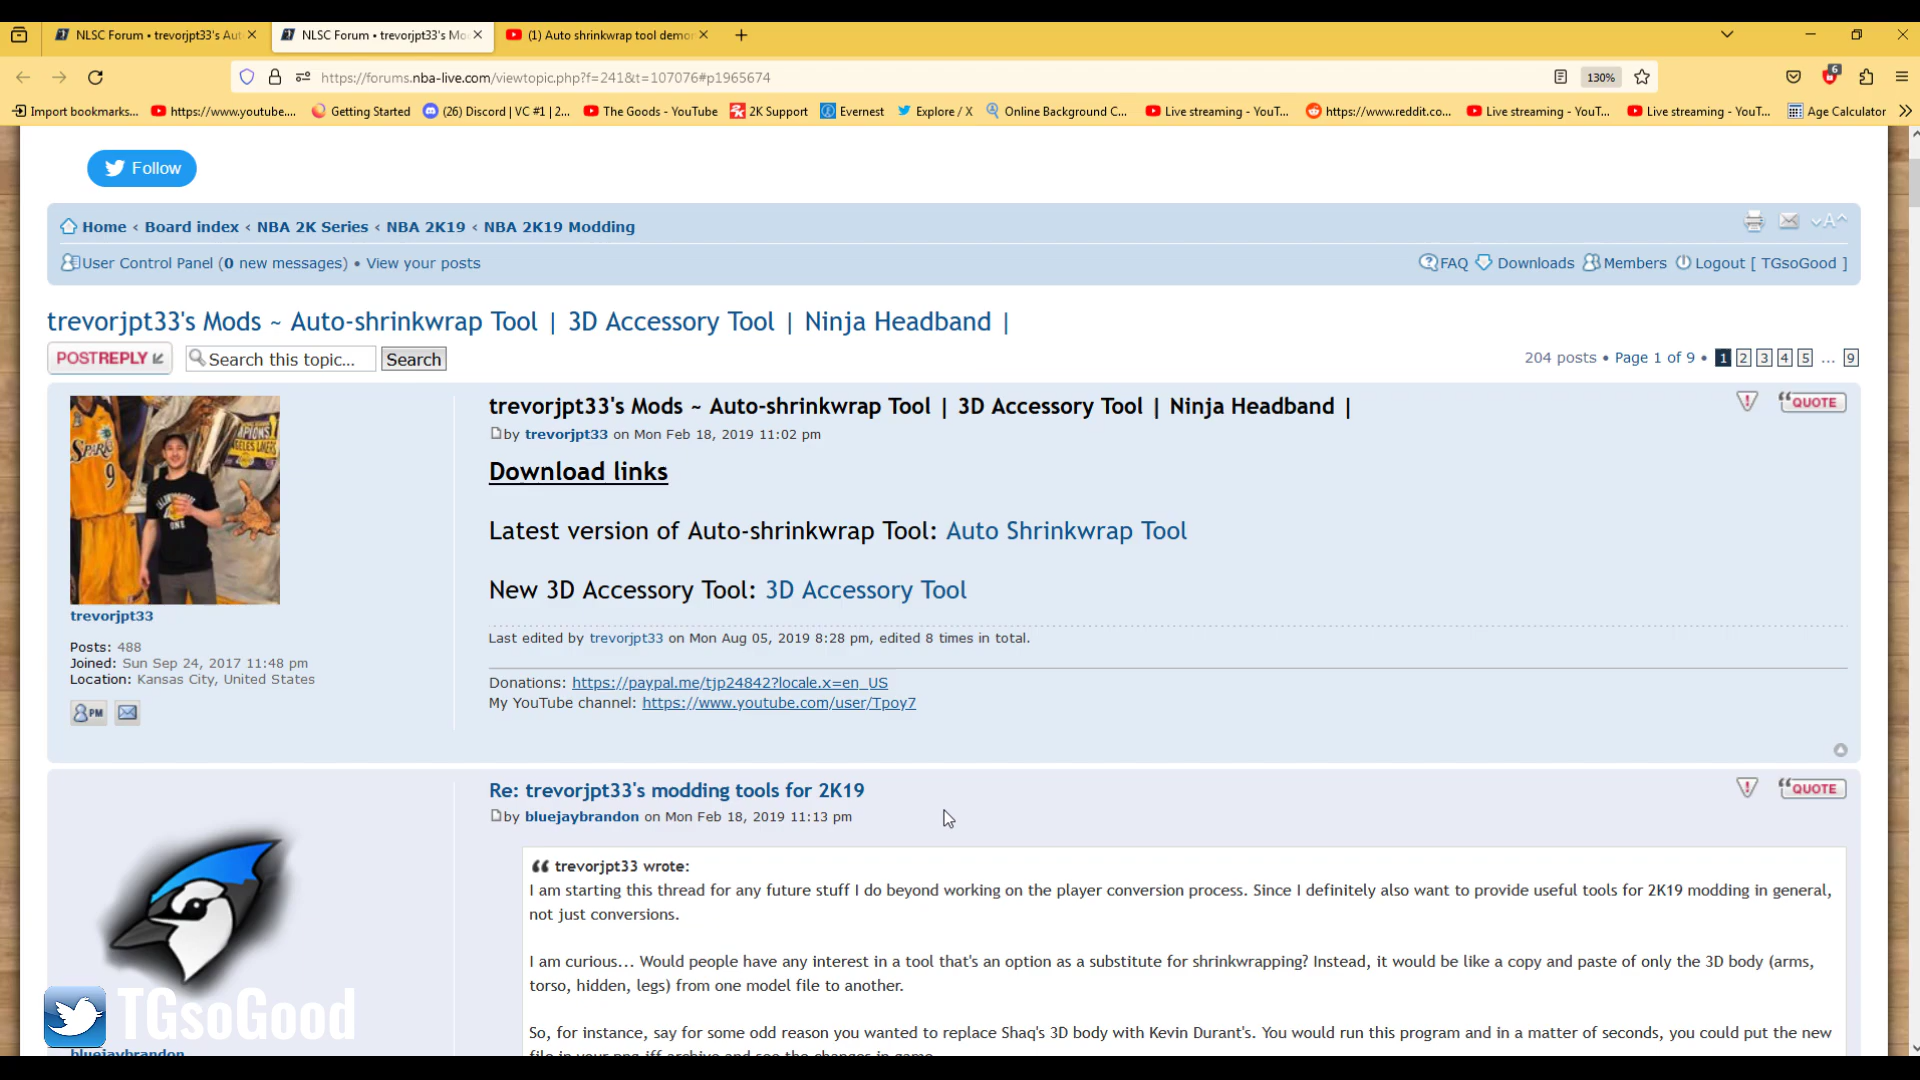 NLSC Forum • trevorjpt33's Aut
NLSC Forum • trevorjpt33's Mo
(1) Auto shrinkwrap tool demor
https://forums.nba-live.com/viewtopic.php?f=241&t=107076#p1965674
130%
6
Import bookmarks...
https://www.youtube....
Getting Started
(26) Discord | VC #1 | 2...
The Goods - YouTube
2K Support
Evernest
Explore / X
Online Background C...
Live streaming - YouT...
https://www.reddit.co...
Live streaming - YouT...
Live streaming - YouT...
Age Calculator
Follow
Home ‹ Board index ‹ NBA 2K Series ‹ NBA 2K19 ‹ NBA 2K19 Modding
User Control Panel (0 new messages) • View your posts
FAQ Downloads Members Logout [ TGsoGood ]
trevorjpt33's Mods ~ Auto-shrinkwrap Tool | 3D Accessory Tool | Ninja Headband |
POSTREPLY
Search this topic...
Search
204 posts • Page 1 of 9 • 1 2 3 4 5 ... 9
trevorjpt33's Mods ~ Auto-shrinkwrap Tool | 3D Accessory Tool | Ninja Headband |
QUOTE
by trevorjpt33 on Mon Feb 18, 2019 11:02 pm
Download links
Latest version of Auto-shrinkwrap Tool: Auto Shrinkwrap Tool
New 3D Accessory Tool: 3D Accessory Tool
Last edited by trevorjpt33 on Mon Aug 05, 2019 8:28 pm, edited 8 times in total.
Donations: https://paypal.me/tjp24842?locale.x=en_US
My YouTube channel: https://www.youtube.com/user/Tpoy7
SPARKS
9
trevorjpt33
Posts: 488
Joined: Sun Sep 24, 2017 11:48 pm
Location: Kansas City, United States
PM
Re: trevorjpt33's modding tools for 2K19
QUOTE
by bluejaybrandon on Mon Feb 18, 2019 11:13 pm
trevorjpt33 wrote:
I am starting this thread for any future stuff I do beyond working on the player conversion process. Since I definitely also want to provide useful tools for 2K19 modding in general,
not just conversions.
I am curious... Would people have any interest in a tool that's an option as a substitute for shrinkwrapping? Instead, it would be like a copy and paste of only the 3D body (arms,
torso, hidden, legs) from one model file to another.
So, for instance, say for some odd reason you wanted to replace Shaq's 3D body with Kevin Durant's. You would run this program and in a matter of seconds, you could put the new
file in your png.iff archive and see the changes in game.
TGsoGood
bluejaybrandon